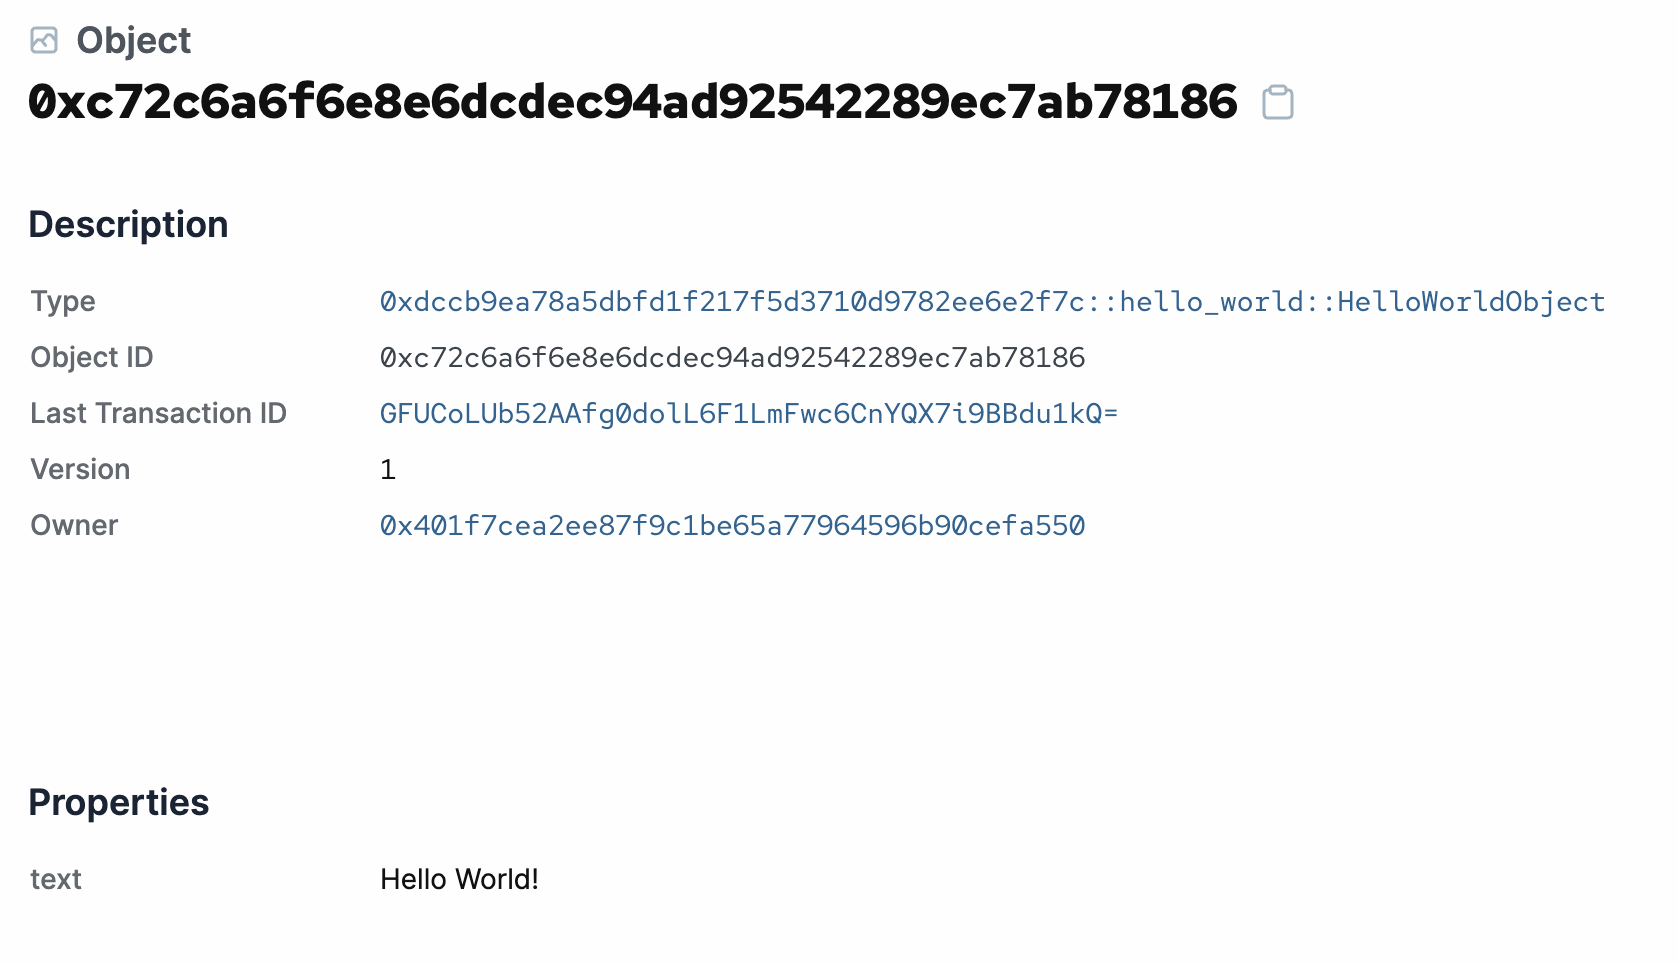 Object
0xc72c6a6f6e8e6dcdec94ad92542289ec7ab78186
Description
Type 0xdccb9ea78a5dbfd1f217f5d3710d9782ee6e2f7c::hello_world::HelloWorldObject
Object ID 0xc72c6a6f6e8e6dcdec94ad92542289ec7ab78186
Last Transaction ID GFUCoLUb52AAfg0dolL6F1LmFwc6CnYQX7i9BBdu1kQ=
Version 1
Owner 0x401f7cea2ee87f9c1be65a77964596b90cefa550
Properties
text Hello World!